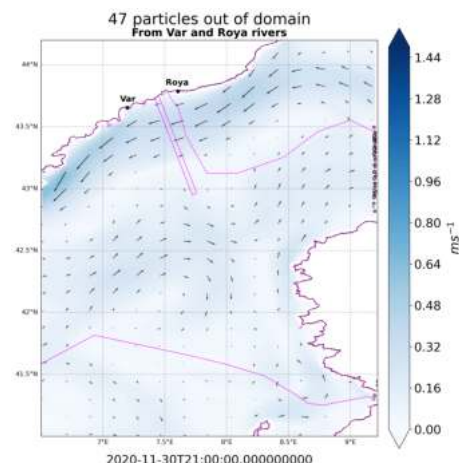 47 particles out of domain
From Var and Roya rivers
44°N
43.5°N
43°N
42.5°N
42°N
41.5°N
Var
Roya
7°E
7.5°E
8°E
8.5°E
9°E
2020-11-30T21:00:00.000000000
1.44
1.28
1.12
0.96
0.80
0.64
0.48
0.32
0.16
0.00
ms⁻¹